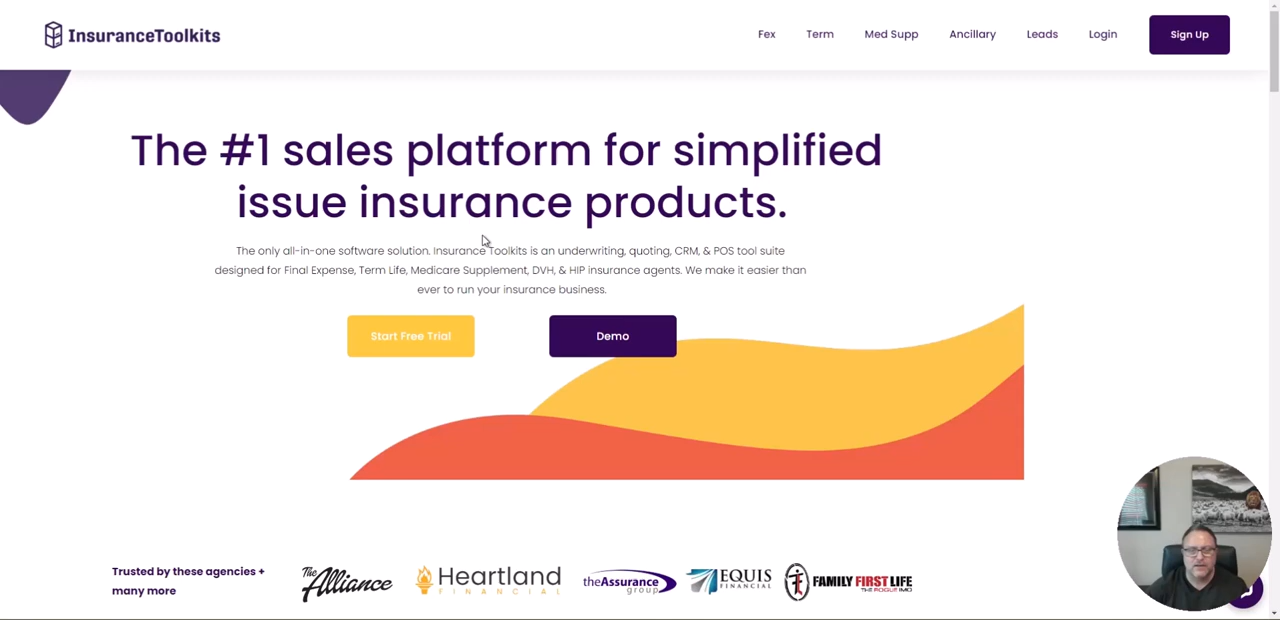 InsuranceToolkits
Fex Term Med Supp Ancillary Leads Login Sign Up
The #1 sales platform for simplified
issue insurance products.
The only all-in-one software solution. Insurance Toolkits is an underwriting, quoting, CRM, & POS tool suite
designed for Final Expense, Term Life, Medicare Supplement, DVH, & HIP insurance agents. We make it easier than
ever to run your insurance business.
Start Free Trial Demo
Trusted by these agencies +
many more
The Alliance
Heartland
FINANCIAL
theAssurance
group
EQUIS
FINANCIAL
FAMILY FIRST LIFE
THE ROGUE IMO